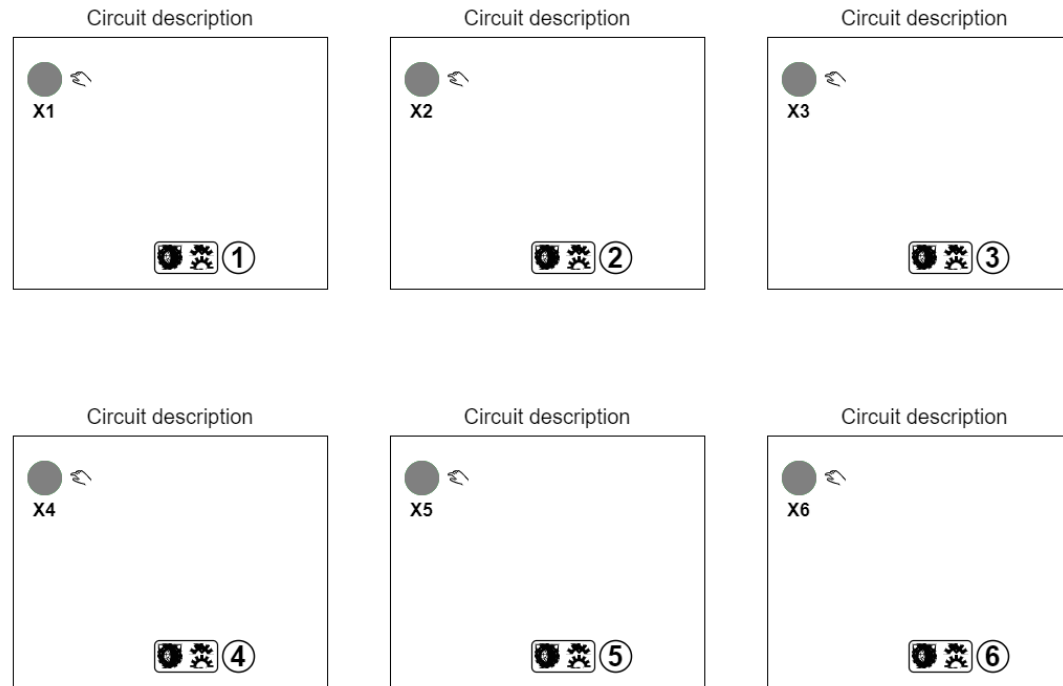 Circuit description Circuit description Circuit description
X1 X2 X3
1 2 3
Circuit description Circuit description Circuit description
X4 X5 X6
4 5 6